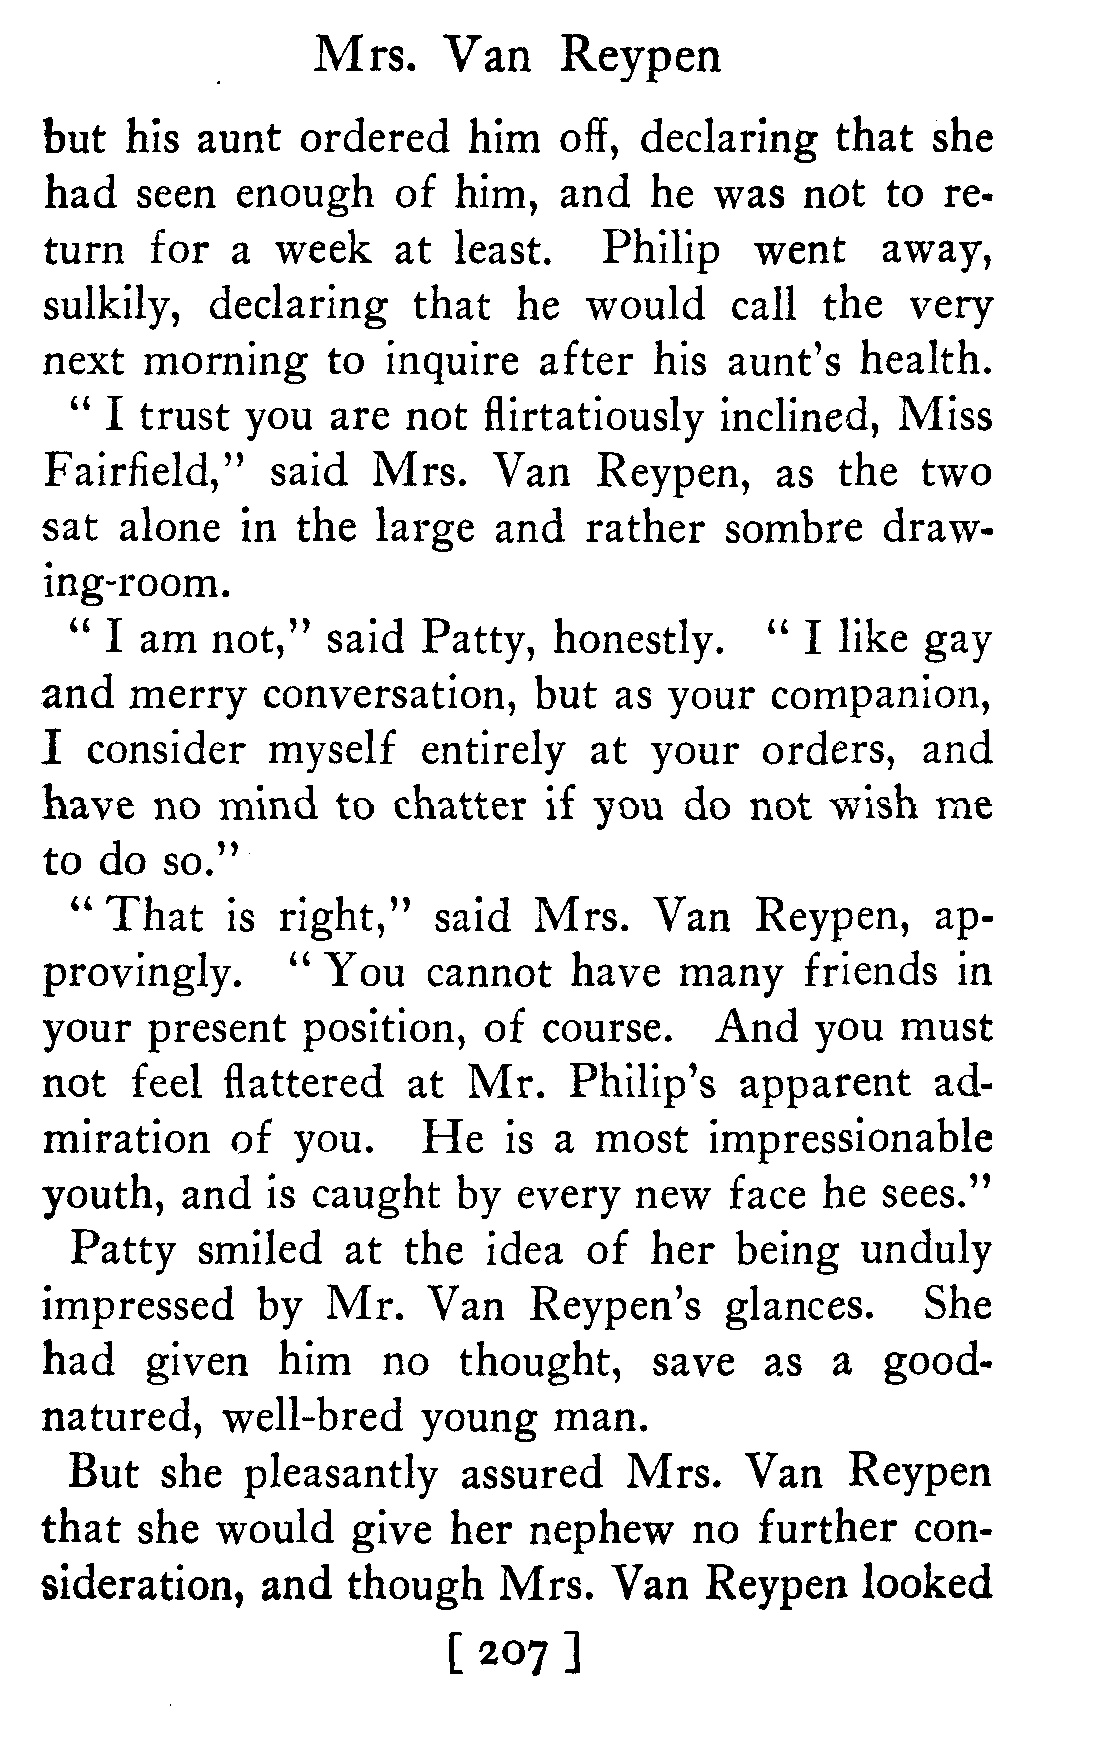 Mrs. Van Reypen
but his aunt ordered him off, declaring that she
had seen enough of him, and he was not to re-
turn for a week at least. Philip went away,
sulkily, declaring that he would call the very
next morning to inquire after his aunt's health.
" I trust you are not flirtatiously inclined, Miss
Fairfield," said Mrs. Van Reypen, as the two
sat alone in the large and rather sombre draw-
ing-room.
" I am not," said Patty, honestly. " I like gay
and merry conversation, but as your companion,
I consider myself entirely at your orders, and
have no mind to chatter if you do not wish me
to do so."
" That is right," said Mrs. Van Reypen, ap-
provingly. " You cannot have many friends in
your present position, of course. And you must
not feel flattered at Mr. Philip's apparent ad-
miration of you. He is a most impressionable
youth, and is caught by every new face he sees."
Patty smiled at the idea of her being unduly
impressed by Mr. Van Reypen's glances. She
had given him no thought, save as a good-
natured, well-bred young man.
But she pleasantly assured Mrs. Van Reypen
that she would give her nephew no further con-
sideration, and though Mrs. Van Reypen looked
[ 207 ]